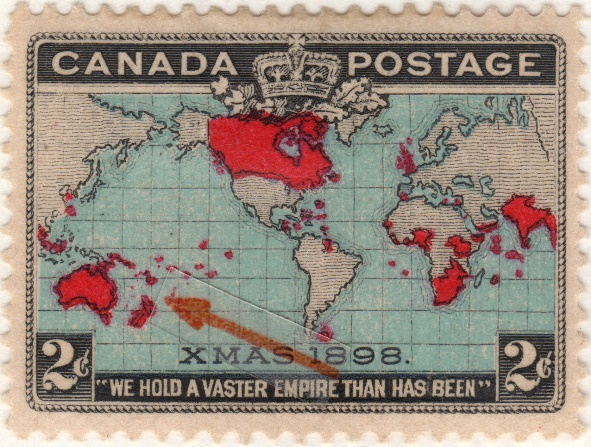 CANADA POSTAGE
XMAS 1898.
2¢ 2¢
"WE HOLD A VASTER EMPIRE THAN HAS BEEN"